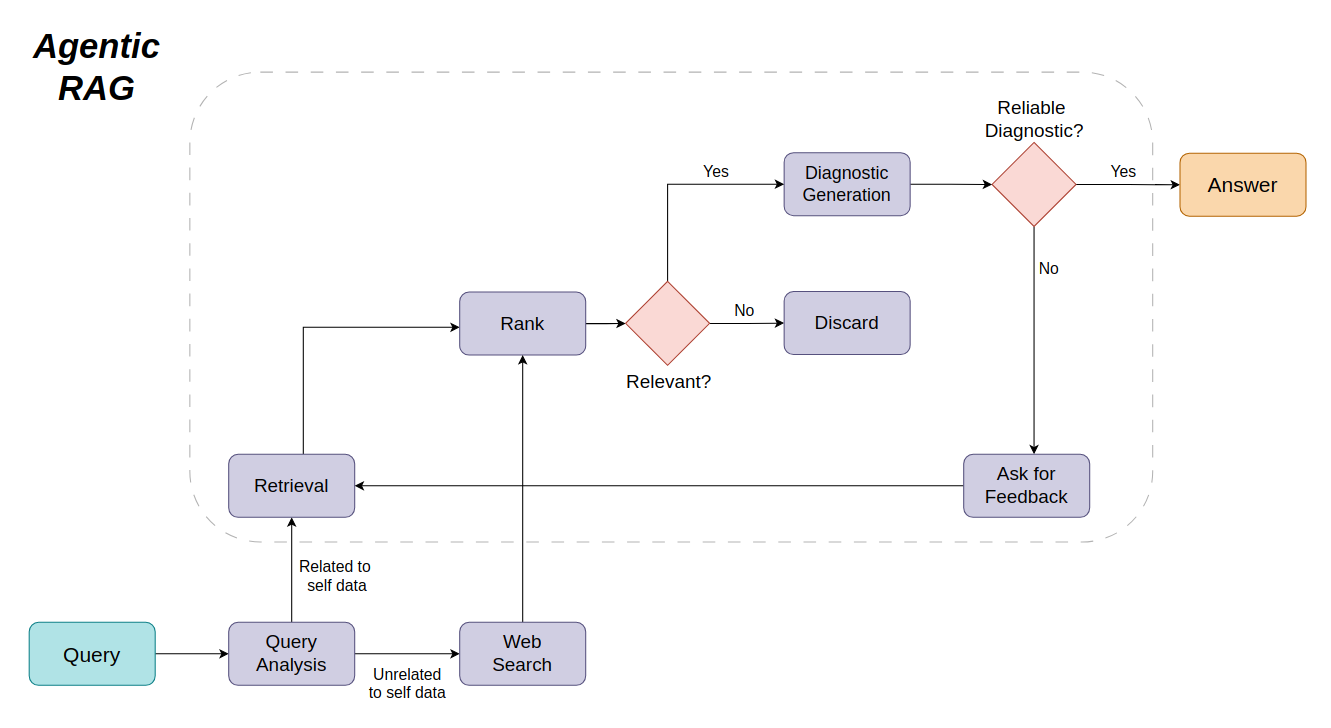 Agentic
RAG
Reliable
Diagnostic?
Yes
Diagnostic
Generation
Yes
Answer
No
Rank
No
Discard
Relevant?
Retrieval
Ask for
Feedback
Related to
self data
Query
Query
Analysis
Web
Search
Unrelated
to self data